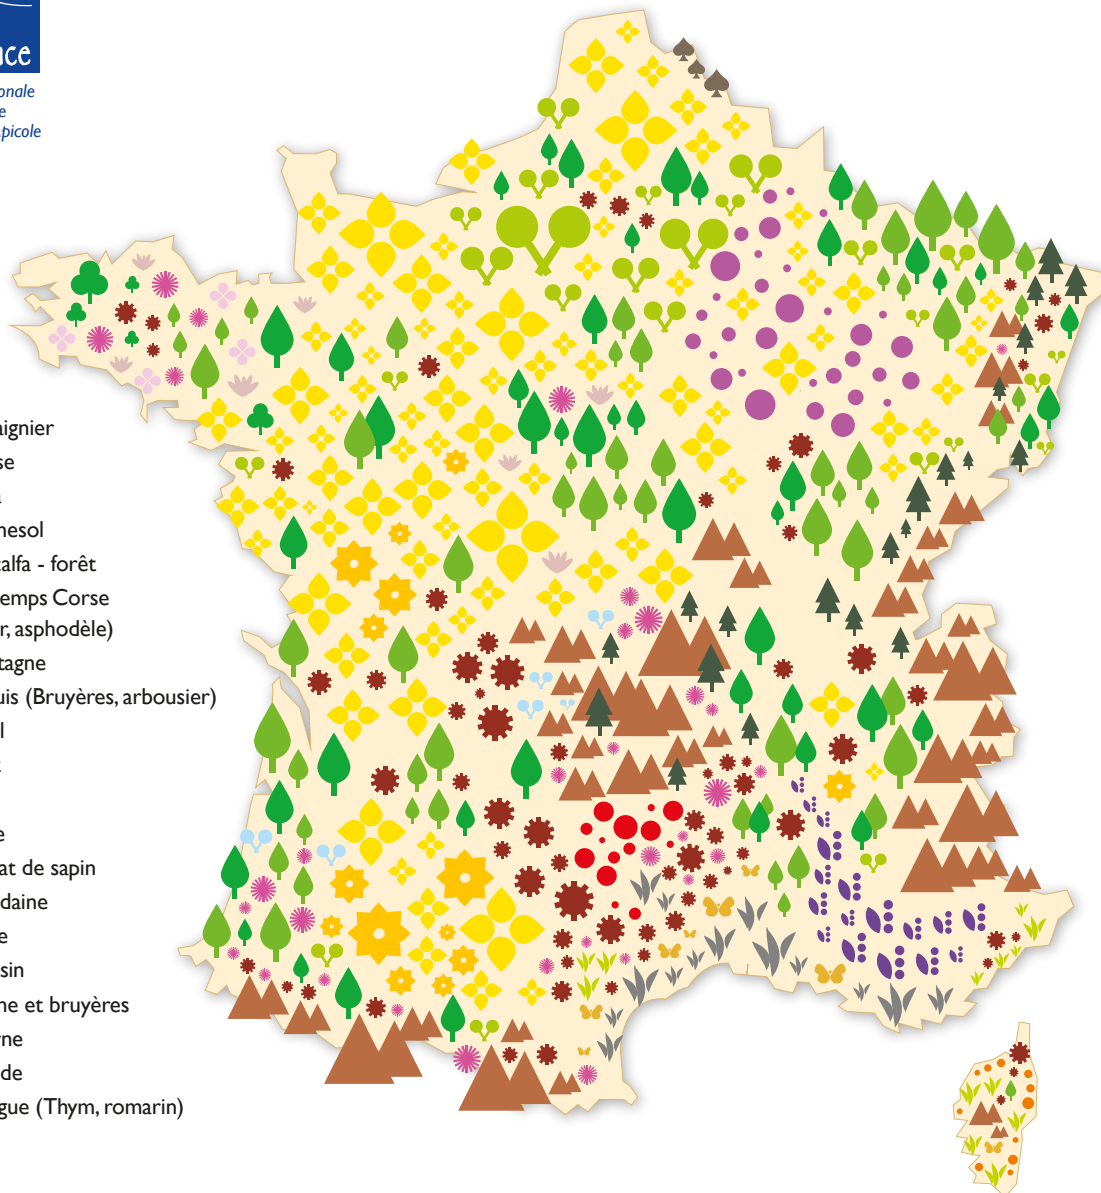 nce
onale
e
picole
aignier
se
a
nesol
alfa - forêt
emps Corse
r, asphodèle)
tagne
uis (Bruyères, arbousier)
l
e
at de sapin
daine
e
sin
ne et bruyères
rne
de
gue (Thym, romarin)